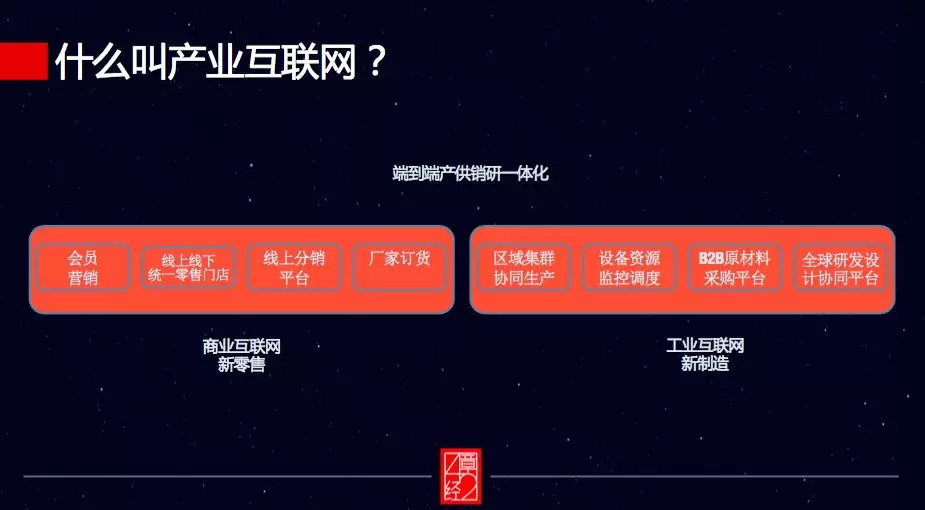 什么叫产业互联网？
端到端产供销研一体化
会员
营销
线上线下
统一零售门店
线上分销
平台
厂家订货
区域集群
协同生产
设备资源
监控调度
B2B原材料
采购平台
全球研发设
计协同平台
商业互联网
新零售
工业互联网
新制造